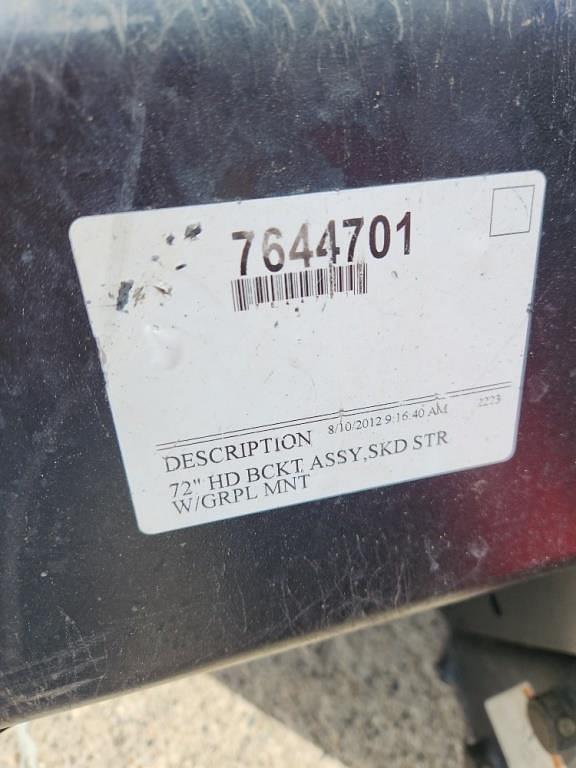 7644701
8/10/2012 9:16:40 AM 2223
DESCRIPTION
72" HD BCKT ASSY,SKD STR
W/GRPL MNT